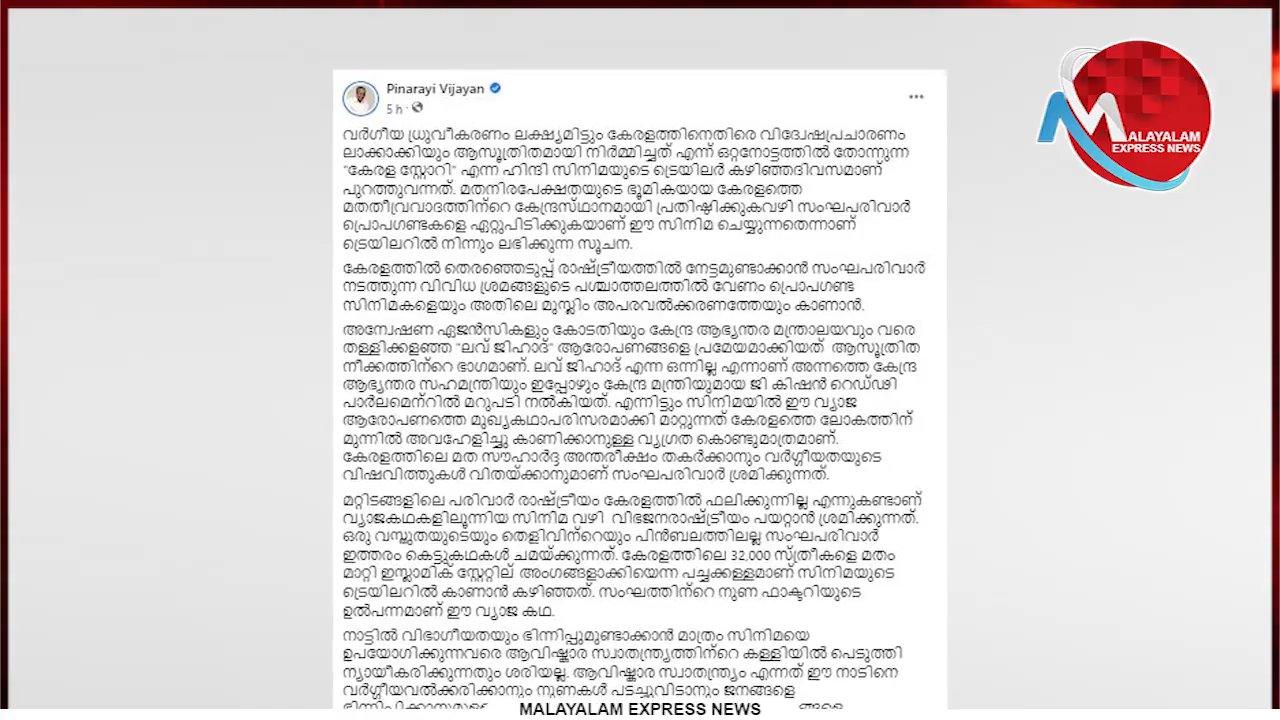 Pinarayi Vijayan
5 h ·
വർഗീയ ധ്രുവീകരണം ലക്ഷ്യമിട്ടും കേരളത്തിനെതിരെ വിദ്വേഷപ്രചാരണം
ലാക്കാക്കിയും ആസൂത്രിതമായി നിർമ്മിച്ചത് എന്ന് ഒറ്റനോട്ടത്തിൽ തോന്നുന്ന
"കേരള സ്റ്റോറി" എന്ന ഹിന്ദി സിനിമയുടെ ട്രെയിലർ കഴിഞ്ഞദിവസമാണ്
പുറത്തുവന്നത്. മതനിരപേക്ഷതയുടെ ഭൂമികയായ കേരളത്തെ
മതതീവ്രവാദത്തിന്റെ കേന്ദ്രസ്ഥാനമായി പ്രതിഷ്ഠിക്കുകവഴി സംഘപരിവാർ
പ്രൊപഗണ്ടകളെ ഏറ്റുപിടിക്കുകയാണ് ഈ സിനിമ ചെയ്യുന്നതെന്നാണ്
ട്രെയിലറിൽ നിന്നും ലഭിക്കുന്ന സൂചന.
കേരളത്തിൽ തെരഞ്ഞെടുപ്പ് രാഷ്ട്രീയത്തിൽ നേട്ടമുണ്ടാക്കാൻ സംഘപരിവാർ
നടത്തുന്ന വിവിധ ശ്രമങ്ങളുടെ പശ്ചാത്തലത്തിൽ വേണം പ്രൊപഗണ്ട
സിനിമകളെയും അതിലെ മുസ്ലിം അപരവൽക്കരണത്തേയും കാണാൻ.
അന്വേഷണ ഏജൻസികളും കോടതിയും കേന്ദ്ര ആഭ്യന്തര മന്ത്രാലയവും വരെ
തള്ളിക്കളഞ്ഞ "ലവ് ജിഹാദ്" ആരോപണങ്ങളെ പ്രമേയമാക്കിയത് ആസൂത്രിത
നീക്കത്തിന്റെ ഭാഗമാണ്. ലവ് ജിഹാദ് എന്ന ഒന്നില്ല എന്നാണ് അന്നത്തെ കേന്ദ്ര
ആഭ്യന്തര സഹമന്ത്രിയും ഇപ്പോഴും കേന്ദ്ര മന്ത്രിയുമായ ജി കിഷൻ റെഡ്ഢി
പാർലമെന്റിൽ മറുപടി നൽകിയത്. എന്നിട്ടും സിനിമയിൽ ഈ വ്യാജ
ആരോപണത്തെ മുഖ്യകഥാപരിസരമാക്കി മാറ്റുന്നത് കേരളത്തെ ലോകത്തിന്
മുന്നിൽ അവഹേളിച്ചു കാണിക്കാനുള്ള വ്യഗ്രത കൊണ്ടുമാത്രമാണ്.
കേരളത്തിലെ മത സൗഹാർദ്ദ അന്തരീക്ഷം തകർക്കാനും വർഗ്ഗീയതയുടെ
വിഷവിത്തുകൾ വിതയ്ക്കാനുമാണ് സംഘപരിവാർ ശ്രമിക്കുന്നത്.
മറ്റിടങ്ങളിലെ പരിവാർ രാഷ്ട്രീയം കേരളത്തിൽ ഫലിക്കുന്നില്ല എന്നുകണ്ടാണ്
വ്യാജകഥകളിലൂന്നിയ സിനിമ വഴി വിഭജനരാഷ്ട്രീയം പയറ്റാൻ ശ്രമിക്കുന്നത്.
ഒരു വസ്തുതയുടെയും തെളിവിന്റെയും പിൻബലത്തിലല്ല സംഘപരിവാർ
ഇത്തരം കെട്ടുകഥകൾ ചമയ്ക്കുന്നത്. കേരളത്തിലെ 32,000 സ്ത്രീകളെ മതം
മാറ്റി ഇസ്ലാമിക് സ്റ്റേറ്റില് അംഗങ്ങളാക്കിയെന്ന പച്ചക്കള്ളമാണ് സിനിമയുടെ
ട്രെയിലറിൽ കാണാൻ കഴിഞ്ഞത്. സംഘത്തിന്റെ നുണ ഫാക്ടറിയുടെ
ഉൽപന്നമാണ് ഈ വ്യാജ കഥ.
നാട്ടിൽ വിഭാഗീയതയും ഭിന്നിപ്പുമുണ്ടാക്കാൻ മാത്രം സിനിമയെ
ഉപയോഗിക്കുന്നവരെ ആവിഷ്കാര സ്വാതന്ത്ര്യത്തിന്റെ കള്ളിയിൽ പെടുത്തി
ന്യായീകരിക്കുന്നതും ശരിയല്ല. ആവിഷ്കാര സ്വാതന്ത്ര്യം എന്നത് ഈ നാടിനെ
വർഗ്ഗീയവൽക്കരിക്കാനും നുണകൾ പടച്ചുവിടാനും ജനങ്ങളെ
MALAYALAM EXPRESS NEWS
MALAYALAM
EXPRESS NEWS